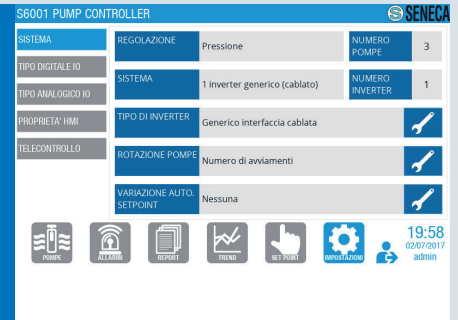 S6001 PUMP CONTROLLER
SENECA
SISTEMA
TIPO DIGITALE IO
TIPO ANALOGICO IO
PROPRIETA' HMI
TELECONTROLLO
REGOLAZIONE
Pressione
NUMERO
POMPE
3
SISTEMA
1 inverter generico (cablato)
NUMERO
INVERTER
1
TIPO DI INVERTER
Generico interfaccia cablata
ROTAZIONE POMPE
Numero di avviamenti
VARIAZIONE AUTO.
SETPOINT
Nessuna
POMPE
ALLARMI
REPORT
TREND
SET POINT
IMPOSTAZIONI
19:58
02/07/2017
admin